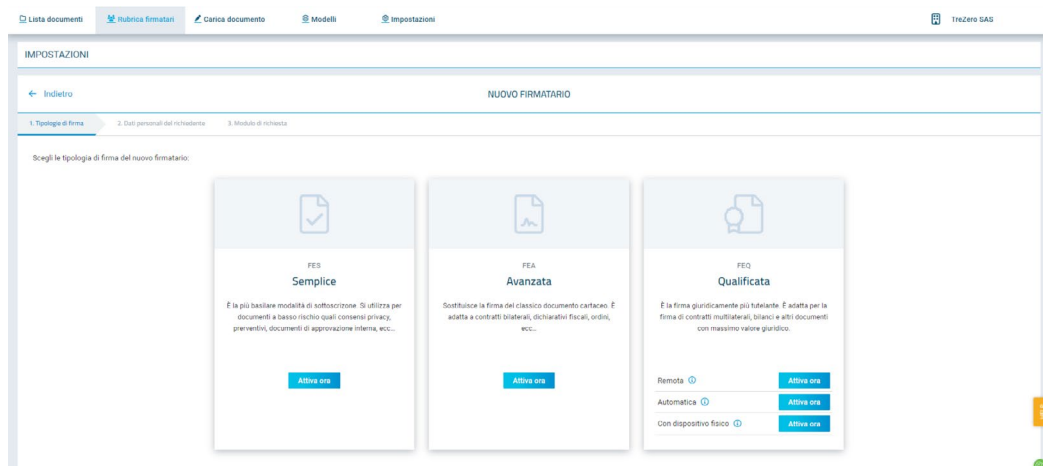 Lista documenti
Rubrica firmatari
Carica documento
Modelli
Impostazioni
TreZero SAS
IMPOSTAZIONI
← Indietro
NUOVO FIRMATARIO
1. Tipologie di firma
2. Dati personali del richiedente
3. Modulo di richiesta
Scegli le tipologia di firma del nuovo firmatario:
FES
Semplice
È la più basilare modalità di sottoscrizone. Si utilizza per
documenti a basso rischio quali consensi privacy,
preventivi, documenti di approvazione interna, ecc...
Attiva ora
FEA
Avanzata
Sostituisce la firma del classico documento cartaceo. È
adatta a contratti bilaterali, dichiarativi fiscali, ordini,
ecc...
Attiva ora
FEQ
Qualificata
È la firma giuridicamente più tutelante. È adatta per la
firma di contratti multilaterali, bilanci e altri documenti
con massimo valore giuridico.
Remota
Attiva ora
Automatica
Attiva ora
Con dispositivo fisico
Attiva ora